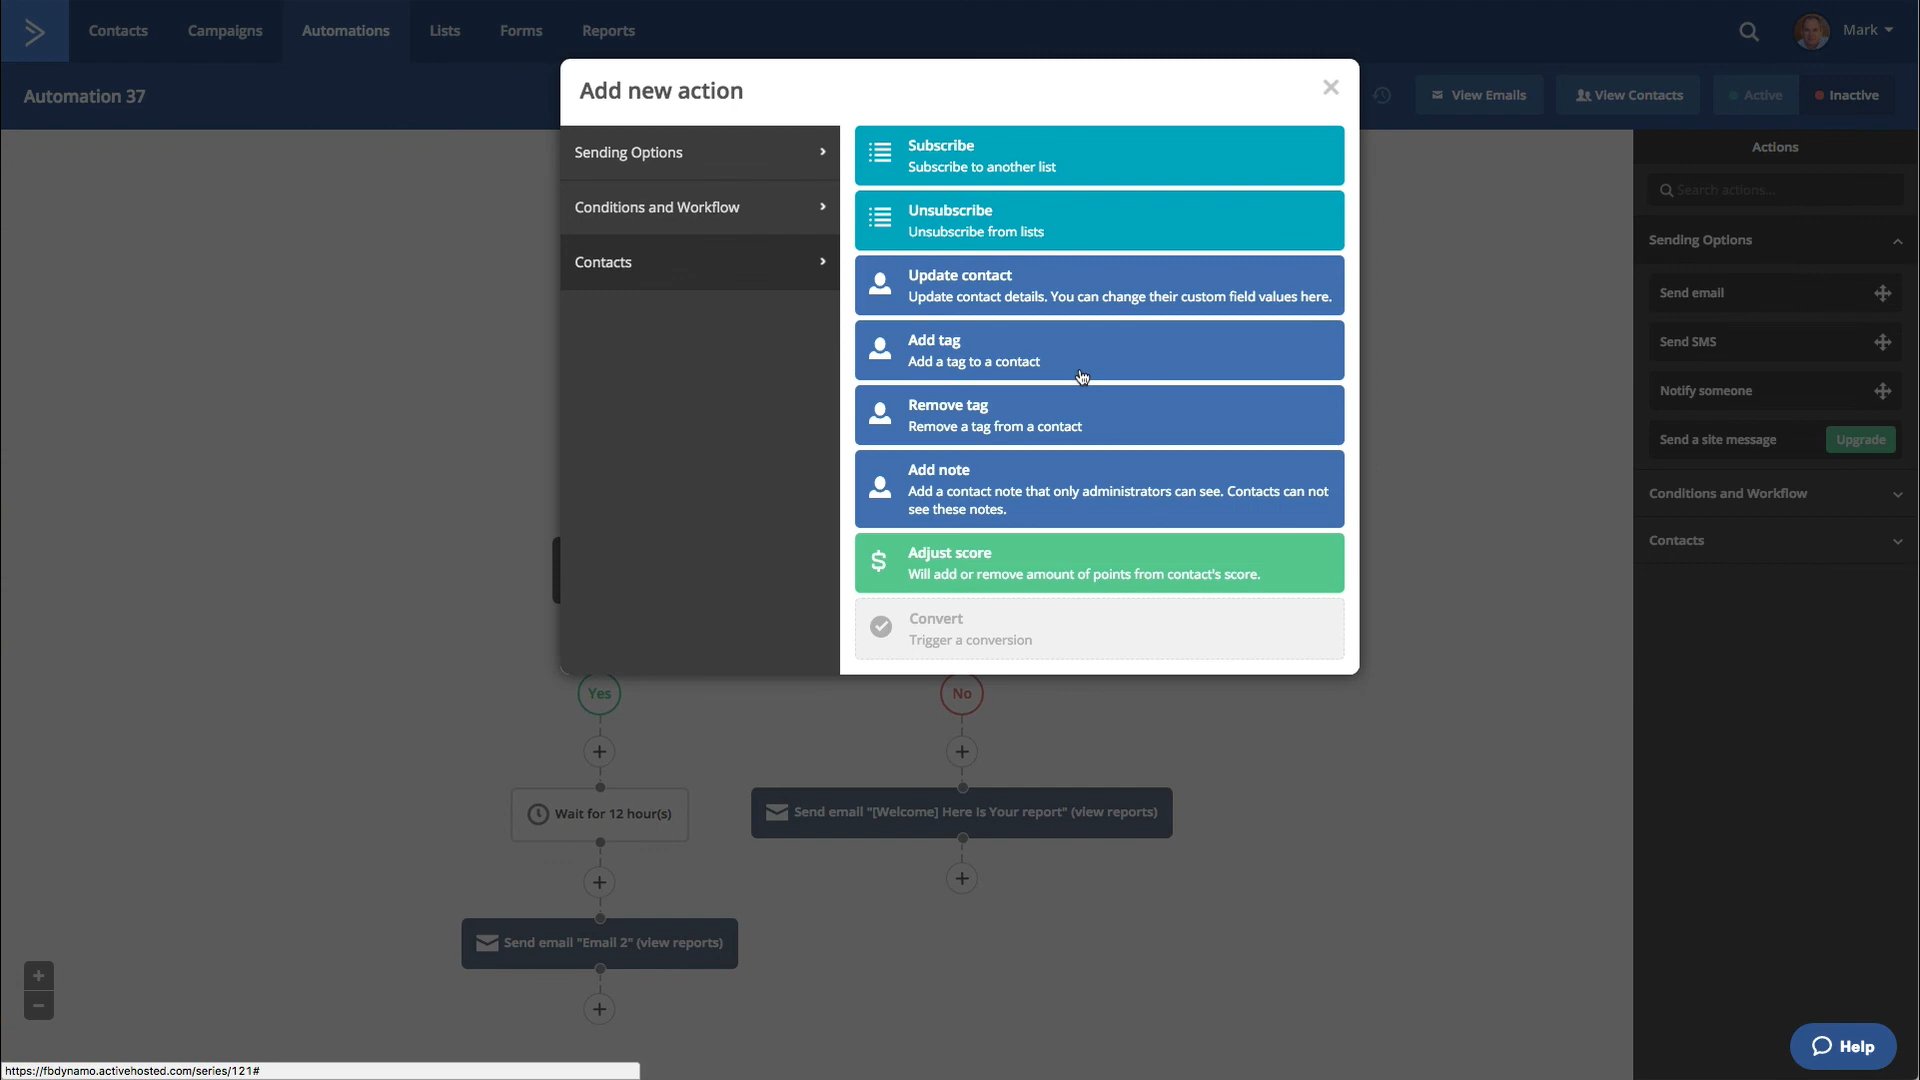 Contacts
Campaigns
Automations
Lists
Forms
Reports
Mark
Automation 37
View Emails
View Contacts
Active
Inactive
Add new action
Sending Options
Conditions and Workflow
Contacts
Subscribe
Subscribe to another list
Unsubscribe
Unsubscribe from lists
Update contact
Update contact details. You can change their custom field values here.
Add tag
Add a tag to a contact
Remove tag
Remove a tag from a contact
Add note
Add a contact note that only administrators can see. Contacts can not
see these notes.
$
Adjust score
Will add or remove amount of points from contact's score.
Convert
Trigger a conversion
Actions
Search actions...
Sending Options
Send email
Send SMS
Notify someone
Send a site message
Upgrade
Conditions and Workflow
Contacts
Yes
No
Wait for 12 hour(s)
Send email "[Welcome] Here Is Your report" (view reports)
Send email "Email 2" (view reports)
Help
https://fbdynamo.activehosted.com/series/121#